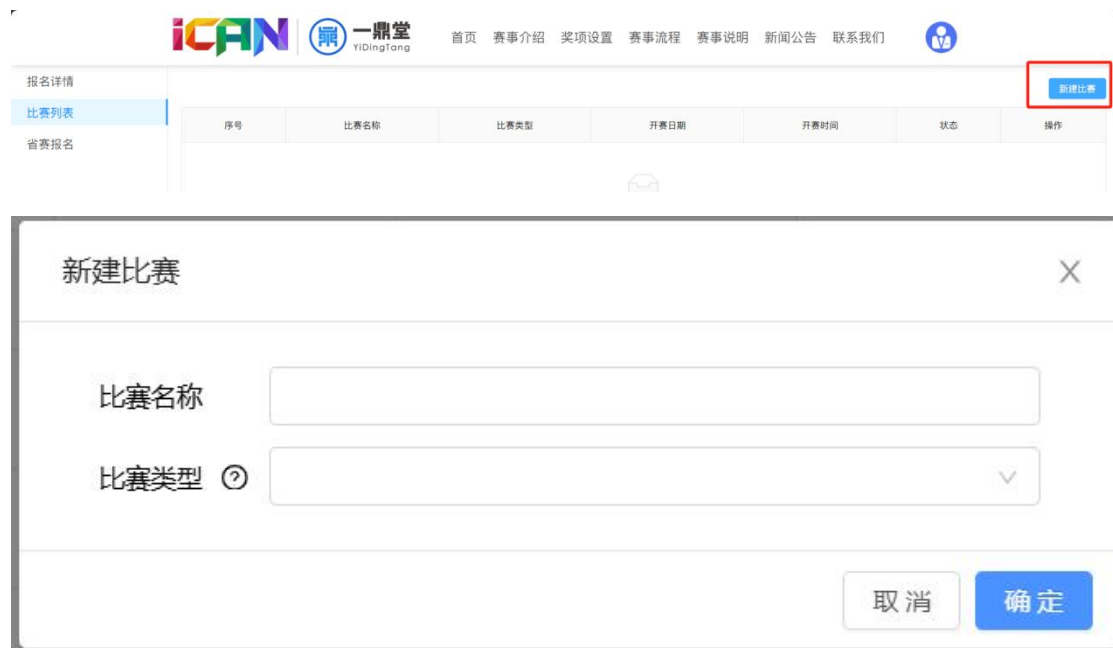 iCAN 鼎 一鼎堂 YiDingTang 首页 赛事介绍 奖项设置 赛事流程 赛事说明 新闻公告 联系我们
报名详情
新建比赛
比赛列表
序号 比赛名称 比赛类型 开赛日期 开赛时间 状态 操作
省赛报名
新建比赛 X
比赛名称
比赛类型 ?
取消 确定